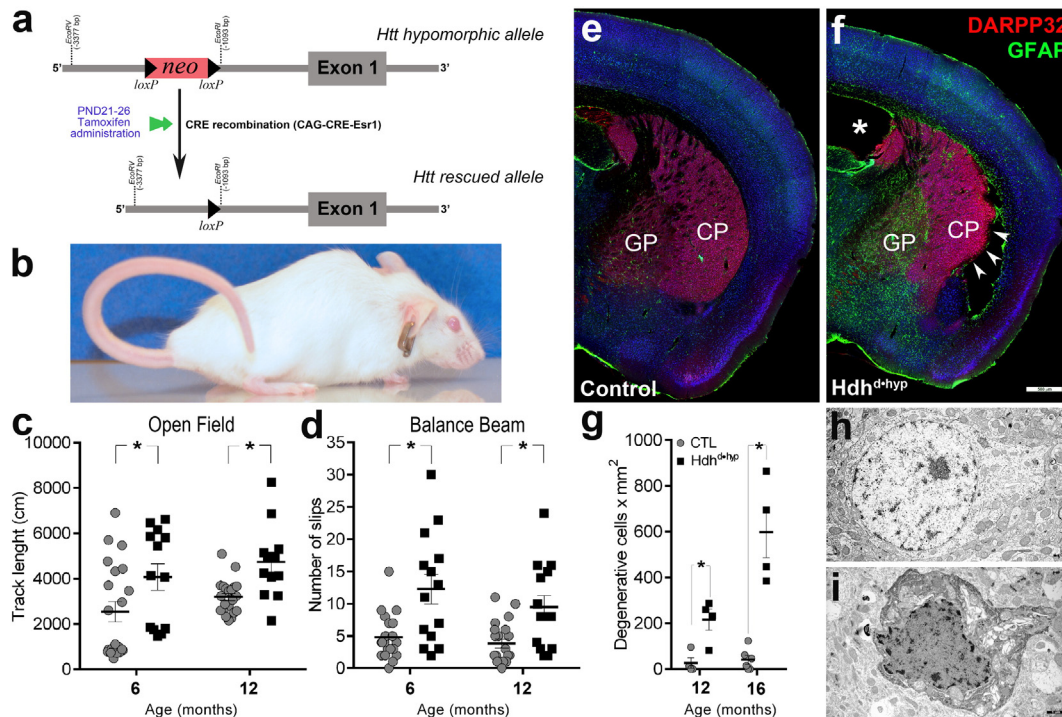 a
EcoRV
(-3377 bp)
EcoRI
(-1093 bp)
Htt hypomorphic allele
5'
neo
Exon 1
3'
loxP
loxP
PND21-26
Tamoxifen
administration
CRE recombination (CAG-CRE-Esr1)
EcoRV
(-3377 bp)
EcoRI
(-1093 bp)
Htt rescued allele
5'
Exon 1
3'
loxP
b
c
Open Field
Track lenght (cm)
10000
8000
6000
4000
2000
0
*
*
6
12
Age (months)
d
Balance Beam
Number of slips
35
30
25
20
15
10
5
0
*
*
6
12
Age (months)
e
GP
CP
Control
f
DARPP32
GFAP
*
GP
CP
Hdhd•hyp
500 µm
g
CTL
Hdhd•hyp
Degenerative cells x mm2
1000
800
600
400
200
0
*
*
12
16
Age (months)
h
i